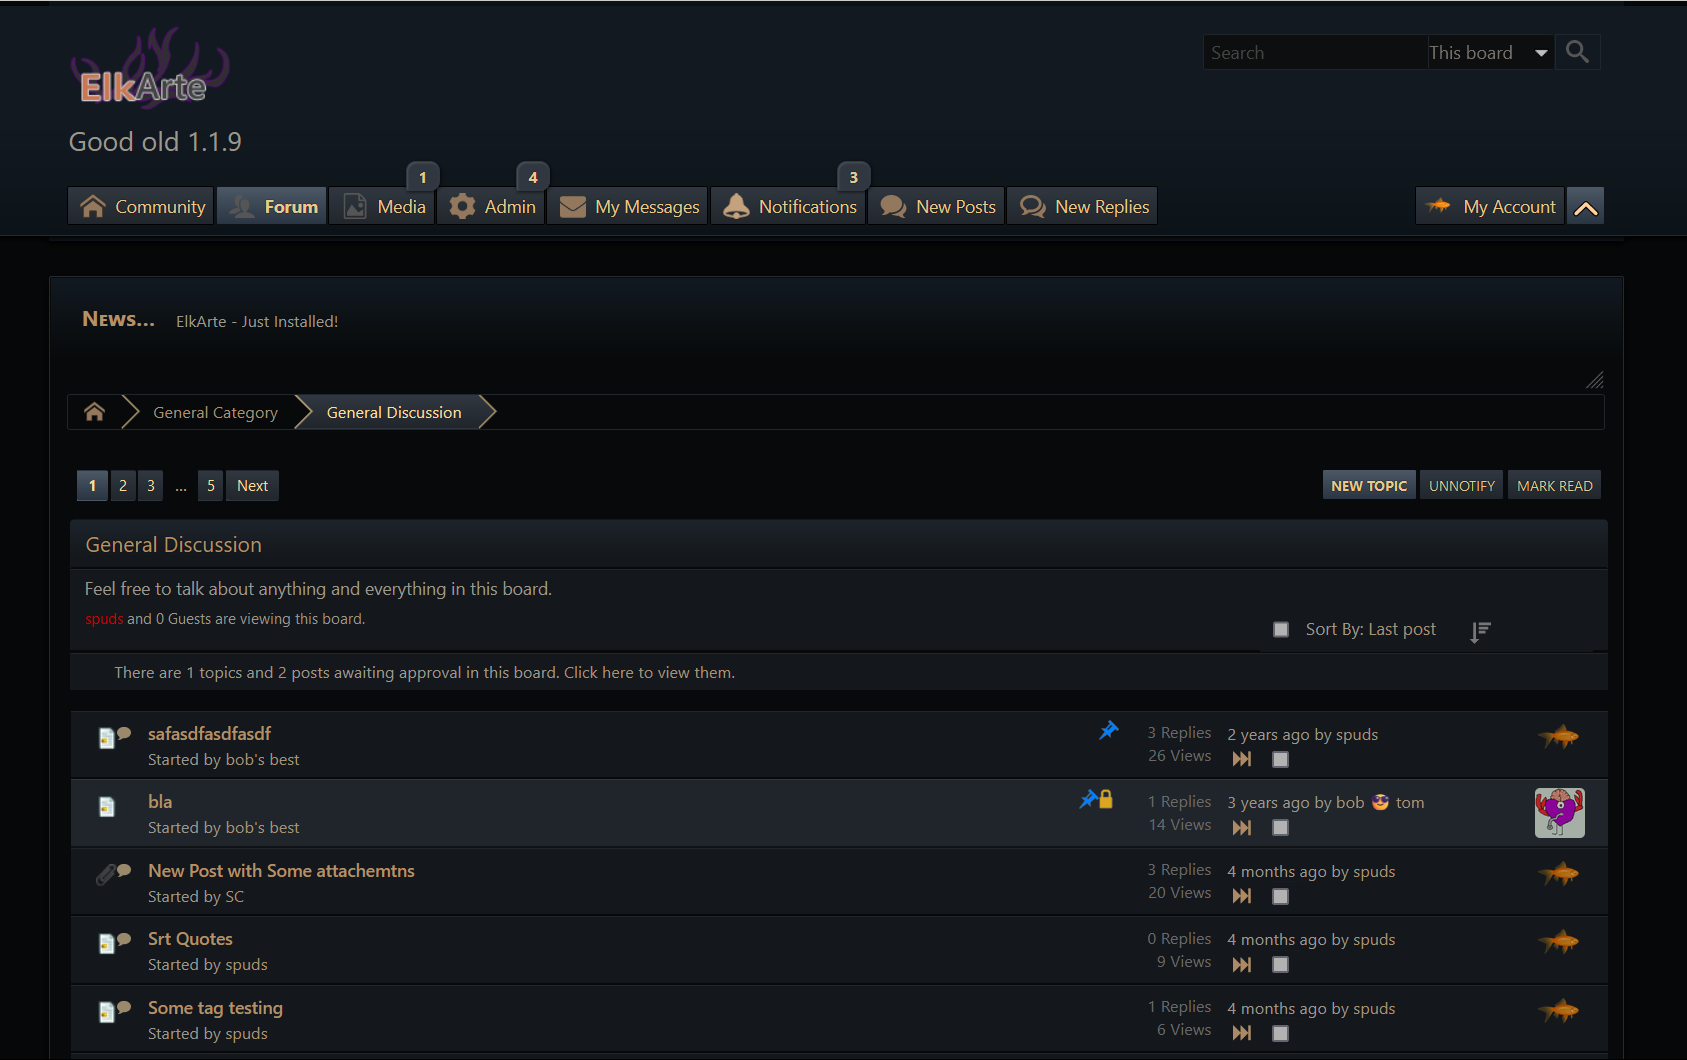 ElkArte
Search
This board
Good old 1.1.9
1
4
3
Community
Forum
Media
Admin
My Messages
Notifications
New Posts
New Replies
My Account
News...
ElkArte - Just Installed!
General Category
General Discussion
1 2 3 ... 5 Next
NEW TOPIC
UNNOTIFY
MARK READ
General Discussion
Feel free to talk about anything and everything in this board.
spuds and 0 Guests are viewing this board.
Sort By: Last post
There are 1 topics and 2 posts awaiting approval in this board. Click here to view them.
safasdfasdfasdf
Started by bob's best
3 Replies
26 Views
2 years ago by spuds
bla
Started by bob's best
1 Replies
14 Views
3 years ago by bob 😎 tom
New Post with Some attachemtns
Started by SC
3 Replies
20 Views
4 months ago by spuds
Srt Quotes
Started by spuds
0 Replies
9 Views
4 months ago by spuds
Some tag testing
Started by spuds
1 Replies
6 Views
4 months ago by spuds